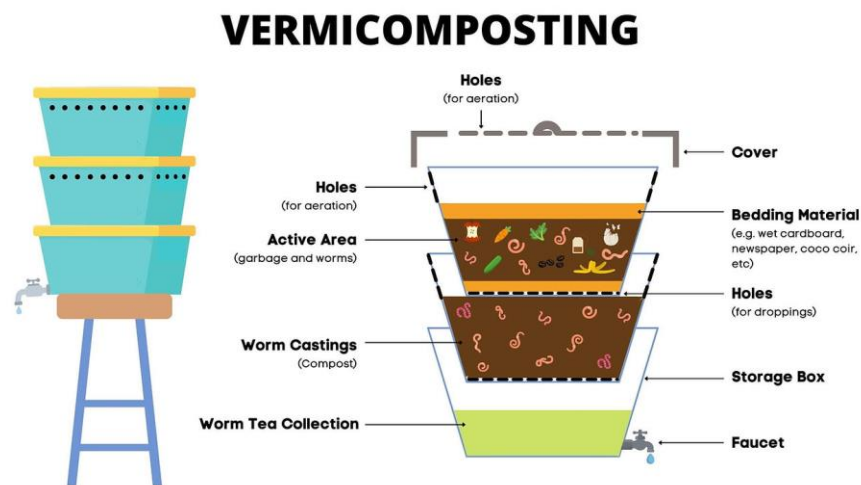 VERMICOMPOSTING
Holes
(for aeration)
Cover
Holes
(for aeration)
Bedding Material
(e.g. wet cardboard,
newspaper, coco coir,
etc)
Active Area
(garbage and worms)
Holes
(for droppings)
Worm Castings
(Compost)
Storage Box
Worm Tea Collection
Faucet